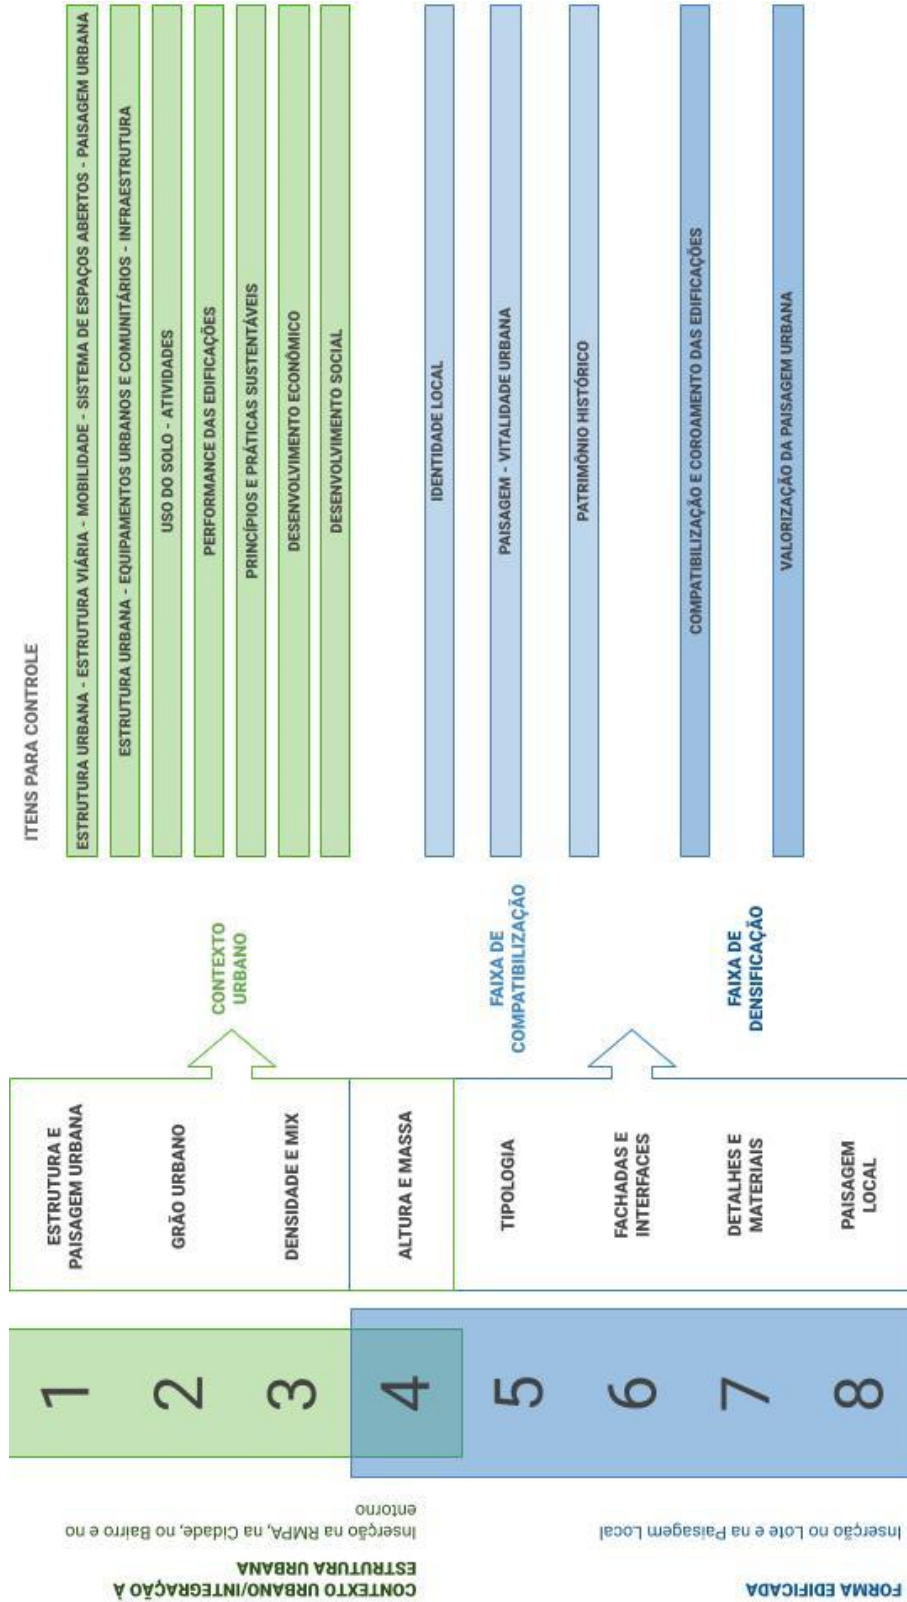 ITENS PARA CONTROLE
CONTEXTO URBANO/INTEGRAÇÃO À
ESTRUTURA URBANA
Inserção na RMPA, na Cidade, no Bairro e no
entorno
1
ESTRUTURA E
PAISAGEM URBANA
2
GRÃO URBANO
3
DENSIDADE E MIX
4
ALTURA E MASSA
CONTEXTO
URBANO
ESTRUTURA URBANA - ESTRUTURA VIÁRIA - MOBILIDADE - SISTEMA DE ESPAÇOS ABERTOS - PAISAGEM URBANA
ESTRUTURA URBANA - EQUIPAMENTOS URBANOS E COMUNITÁRIOS - INFRAESTRUTURA
USO DO SOLO - ATIVIDADES
PERFORMANCE DAS EDIFICAÇÕES
PRINCÍPIOS E PRÁTICAS SUSTENTÁVEIS
DESENVOLVIMENTO ECONÔMICO
DESENVOLVIMENTO SOCIAL
FORMA EDIFICADA
Inserção no Lote e na Paisagem Local
5
TIPOLOGIA
6
FACHADAS E
INTERFACES
7
DETALHES E
MATERIAIS
8
PAISAGEM
LOCAL
FAIXA DE
COMPATIBILIZAÇÃO
IDENTIDADE LOCAL
PAISAGEM - VITALIDADE URBANA
PATRIMÔNIO HISTÓRICO
FAIXA DE
DENSIFICAÇÃO
COMPATIBILIZAÇÃO E COROAMENTO DAS EDIFICAÇÕES
VALORIZAÇÃO DA PAISAGEM URBANA